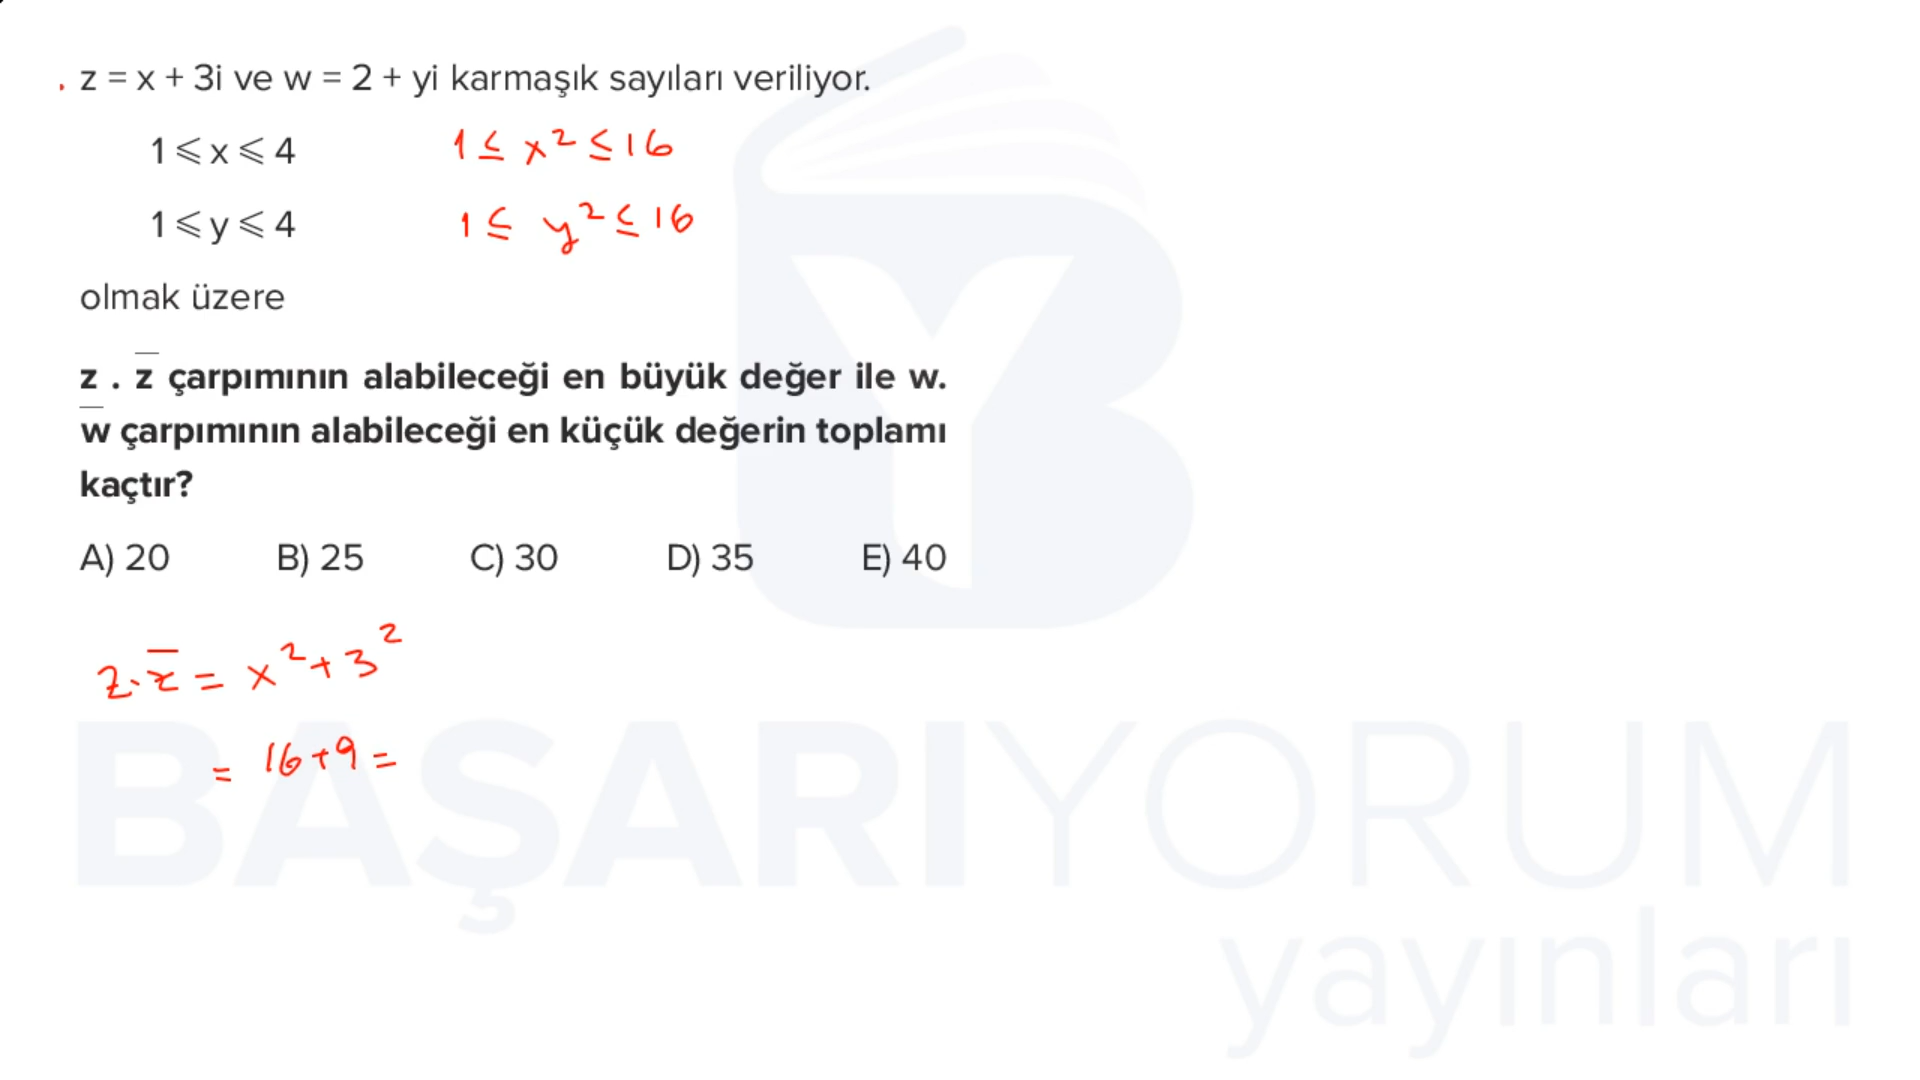 . z = x + 3i ve w = 2 + yi karmaşık sayıları veriliyor.
1 ⩽ x ⩽ 4 1 ≤ x² ≤ 16
1 ⩽ y ⩽ 4 1 ≤ y² ≤ 16
olmak üzere
z . z̅ çarpımının alabileceği en büyük değer ile w.
w̅ çarpımının alabileceği en küçük değerin toplamı
kaçtır?
A) 20 B) 25 C) 30 D) 35 E) 40
z·z̅ = x² + 3²
= 16 + 9 =
BAŞARIYORUM
yayınları